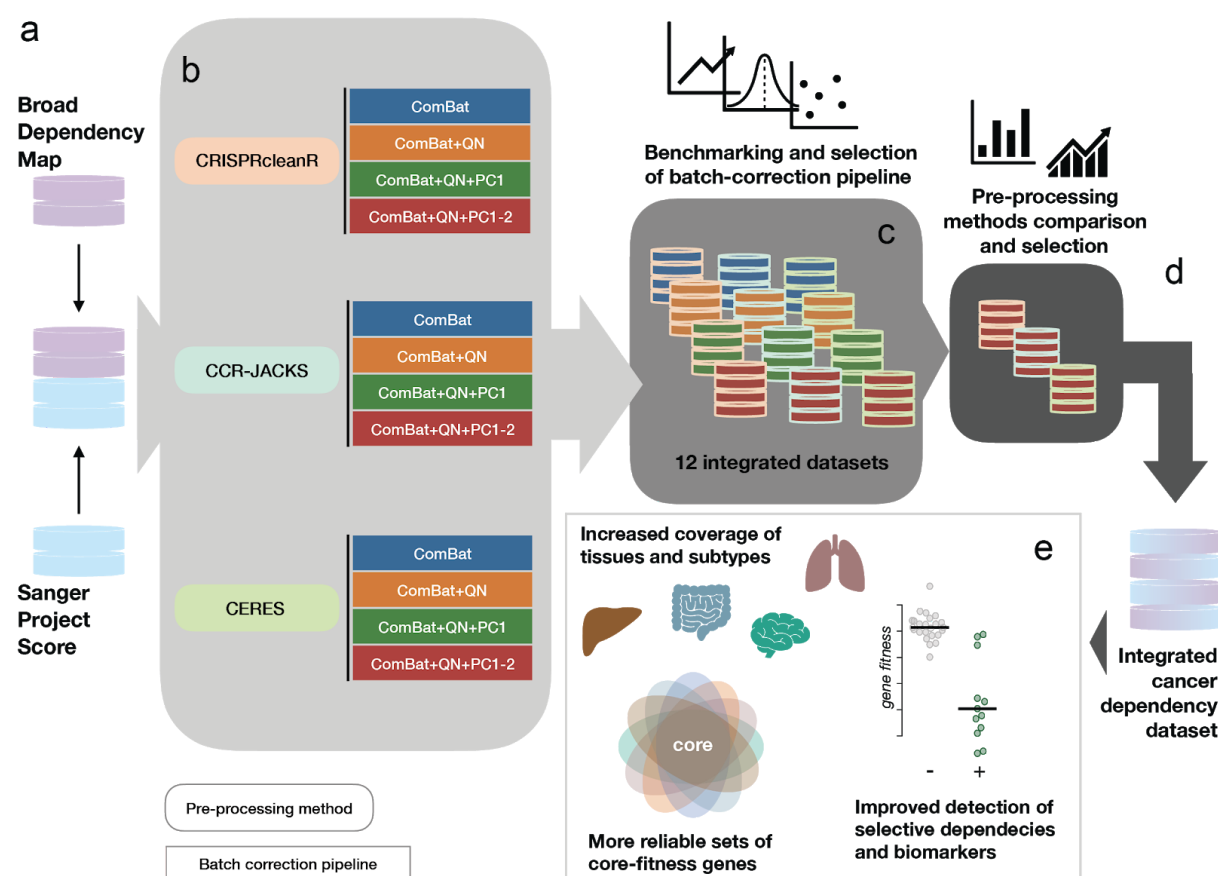 a
Broad
Dependency
Map
Sanger
Project
Score
b
CRISPRcleanR
ComBat
ComBat+QN
ComBat+QN+PC1
ComBat+QN+PC1-2
CCR-JACKS
ComBat
ComBat+QN
ComBat+QN+PC1
ComBat+QN+PC1-2
CERES
ComBat
ComBat+QN
ComBat+QN+PC1
ComBat+QN+PC1-2
Pre-processing method
Batch correction pipeline
Benchmarking and selection
of batch-correction pipeline
c
12 integrated datasets
Pre-processing
methods comparison
and selection
d
Integrated
cancer
dependency
dataset
e
Increased coverage of
tissues and subtypes
core
More reliable sets of
core-fitness genes
gene fitness
- +
Improved detection of
selective dependecies
and biomarkers